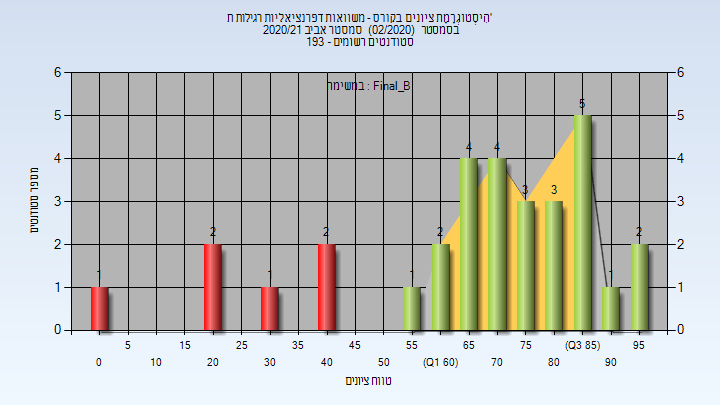 היסטוגרמת ציונים בקורס - משוואות דפרנציאליות רגילות ת'
בסמסטר (02/2020) סמסטר אביב 2020/21
סטודנטים רשומים - 193
במשימה : Final_B
מספר סטודנטים
6 5 4 3 2 1 0
6 5 4 3 2 1 0
1 2 1 2 1 2 4 4 3 3 5 1 2
5 15 25 35 45 55 65 75 (Q3 85) 95
0 10 20 30 40 50 (Q1 60) 70 80 90
טווח ציונים